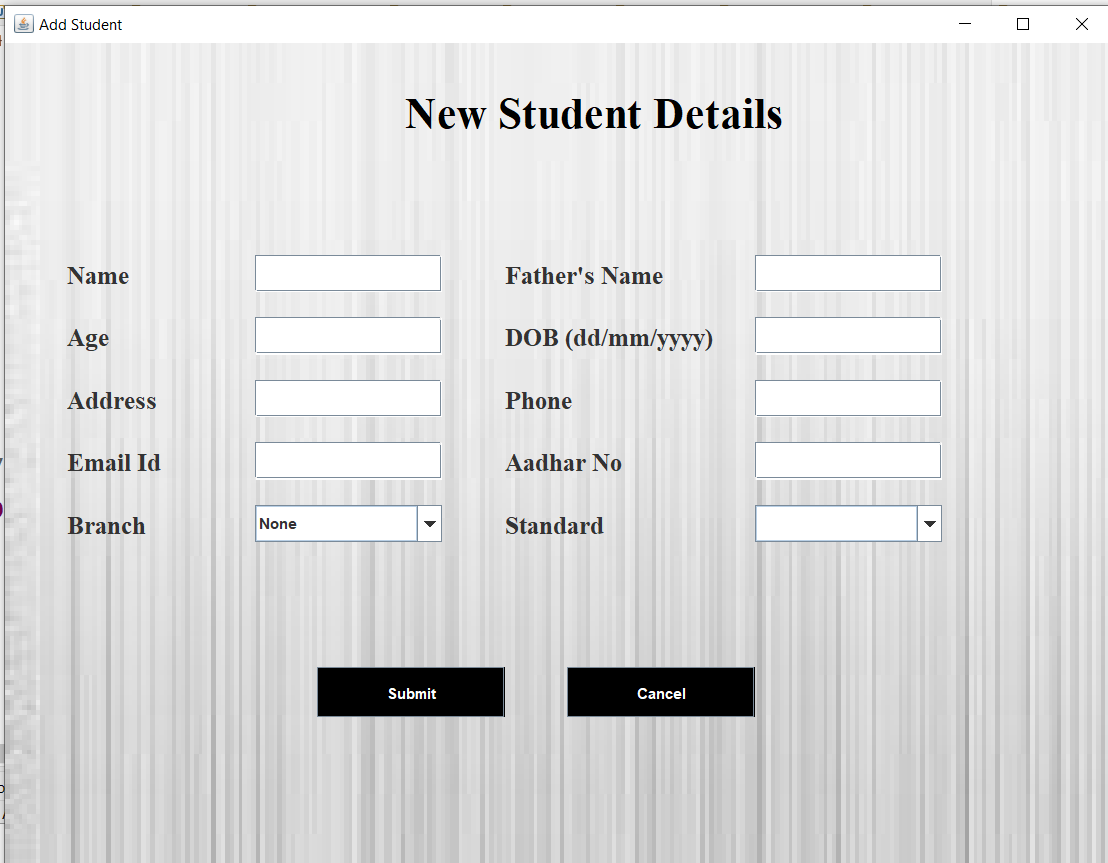 Add Student
New Student Details
Name
Father's Name
Age
DOB (dd/mm/yyyy)
Address
Phone
Email Id
Aadhar No
Branch
None
Standard
Submit
Cancel